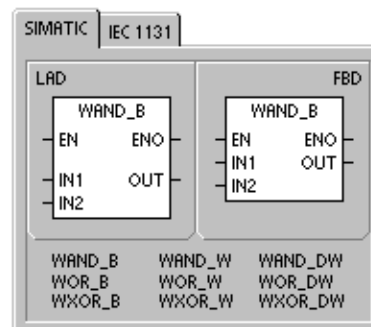 SIMATIC IEC 1131
LAD FBD
WAND_B WAND_B
EN ENO EN ENO
IN1 OUT IN1 OUT
IN2 IN2
WAND_B WAND_W WAND_DW
WOR_B WOR_W WOR_DW
WXOR_B WXOR_W WXOR_DW